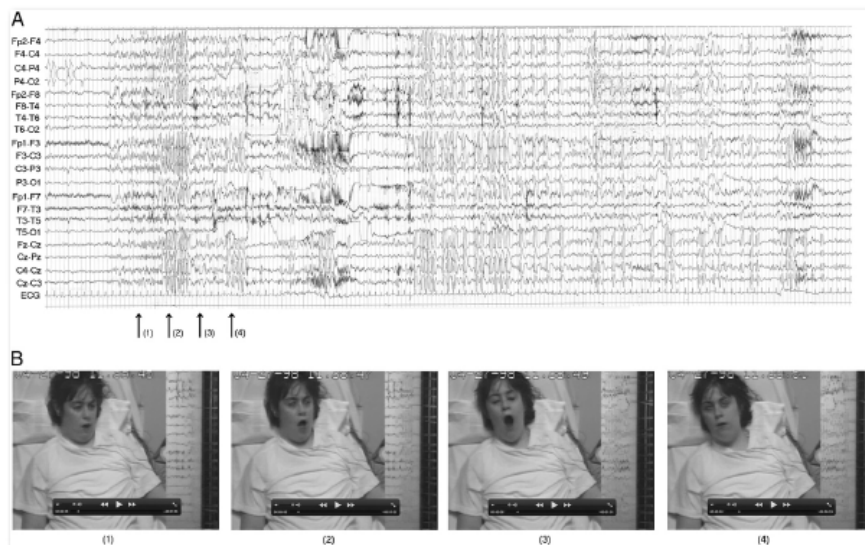 A
Fp2-F4
F4-C4
C4-P4
P4-O2
Fp2-F8
F8-T4
T4-T6
T6-O2
Fp1-F3
F3-C3
C3-P3
P3-O1
Fp1-F7
F7-T3
T3-T5
T5-O1
Fz-Cz
Cz-Pz
C4-Cz
Cz-C3
ECG
(1) (2) (3) (4)
B
(1) (2) (3) (4)